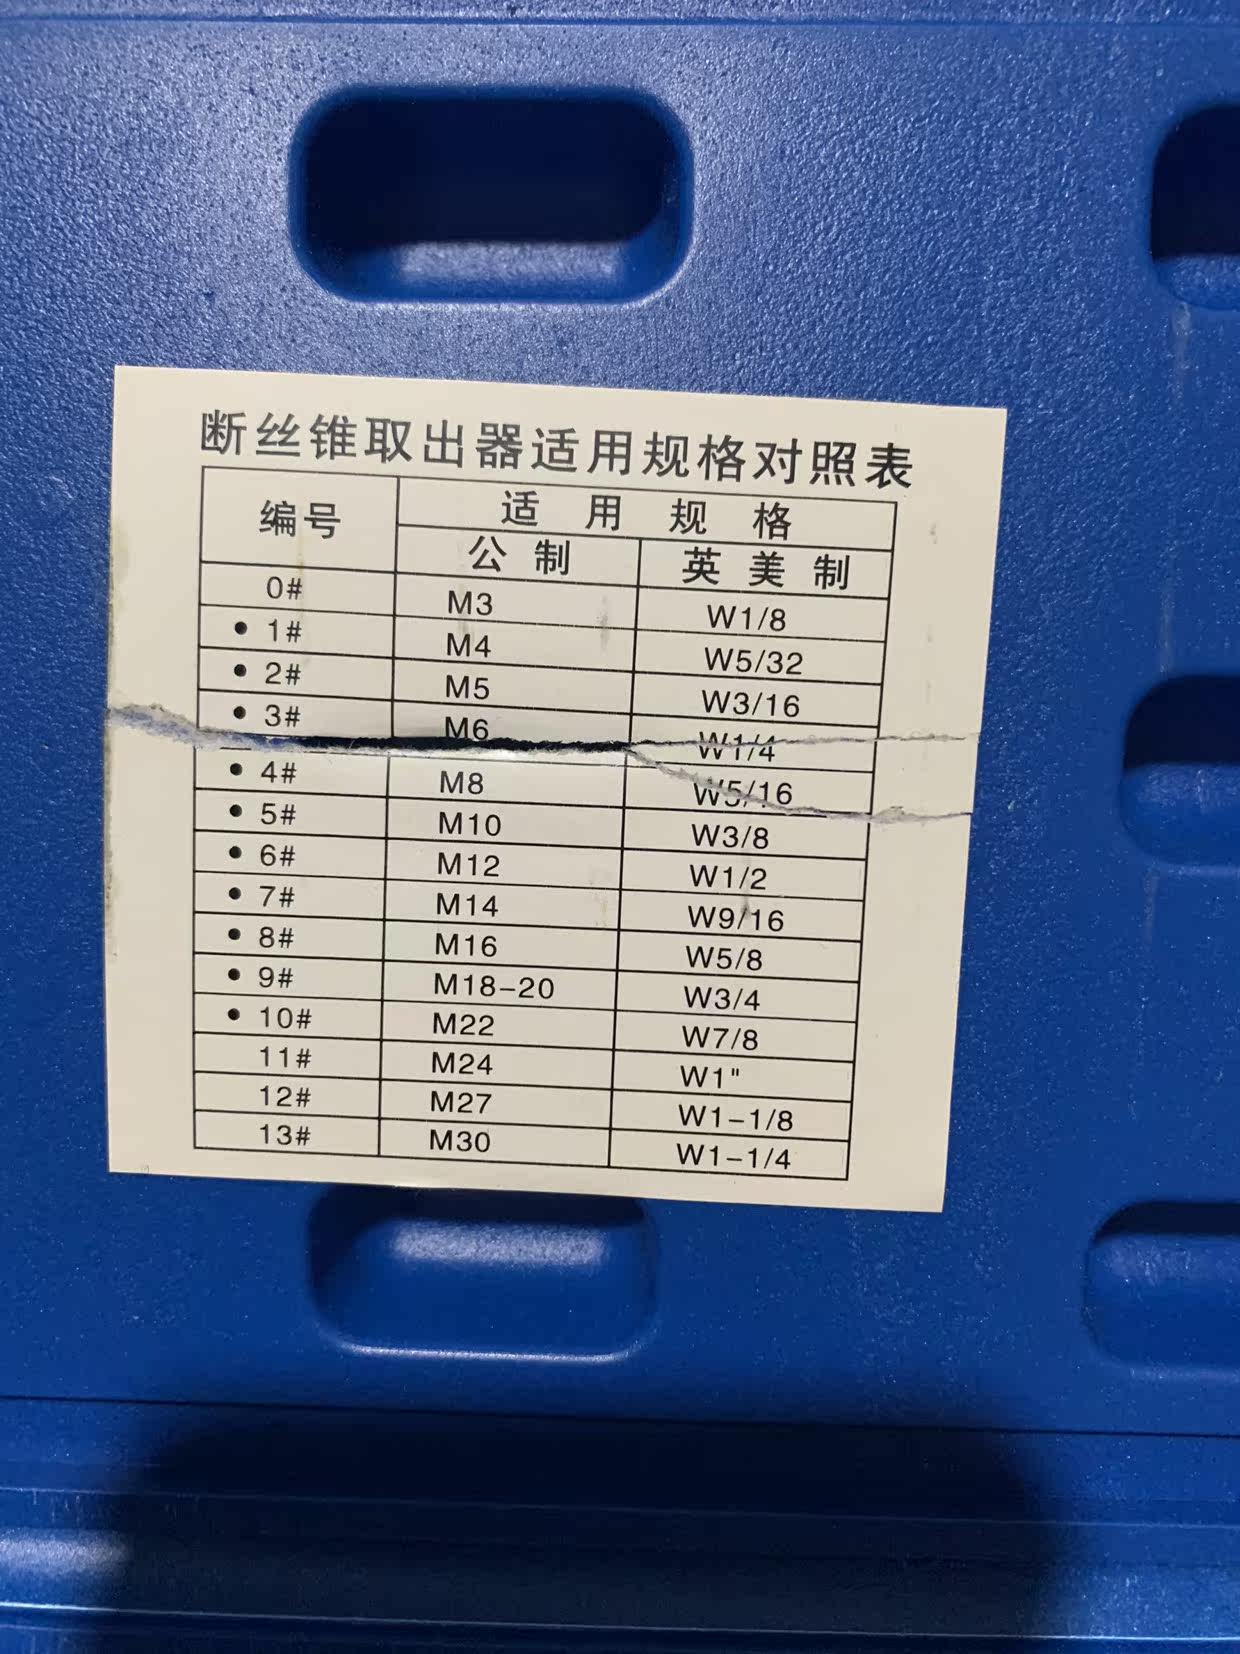 断丝锥取出器适用规格对照表
编号 适用规格
公制 英美制
0# M3 W1/8
• 1# M4 W5/32
• 2# M5 W3/16
• 3# M6 W1/4
• 4# M8 W5/16
• 5# M10 W3/8
• 6# M12 W1/2
• 7# M14 W9/16
• 8# M16 W5/8
• 9# M18-20 W3/4
• 10# M22 W7/8
11# M24 W1"
12# M27 W1-1/8
13# M30 W1-1/4